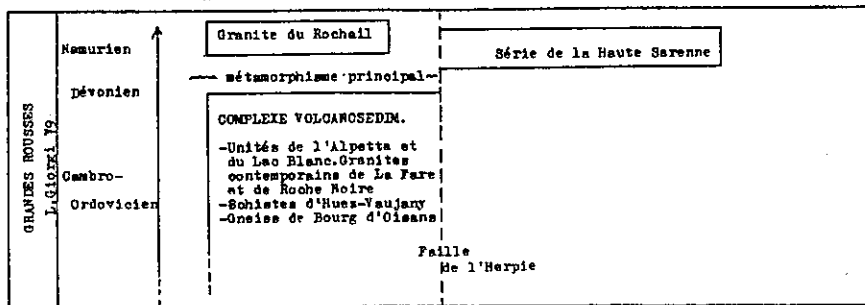 GRANDES ROUSSES
L.Giorgi 79
Namurien
Dévonien
Cambro-
Ordovicien
Granite du Rochail
métamorphisme principal
COMPLEXE VOLCANOSEDIM.
-Unités de l'Alpetta et
du Lac Blanc.Granites
contemporains de La Fare
et de Roche Noire
-Schistes d'Huez-Vaujany
-Gneiss de Bourg d'Oisans
Série de la Haute Sarenne
Faille
de l'Herpie